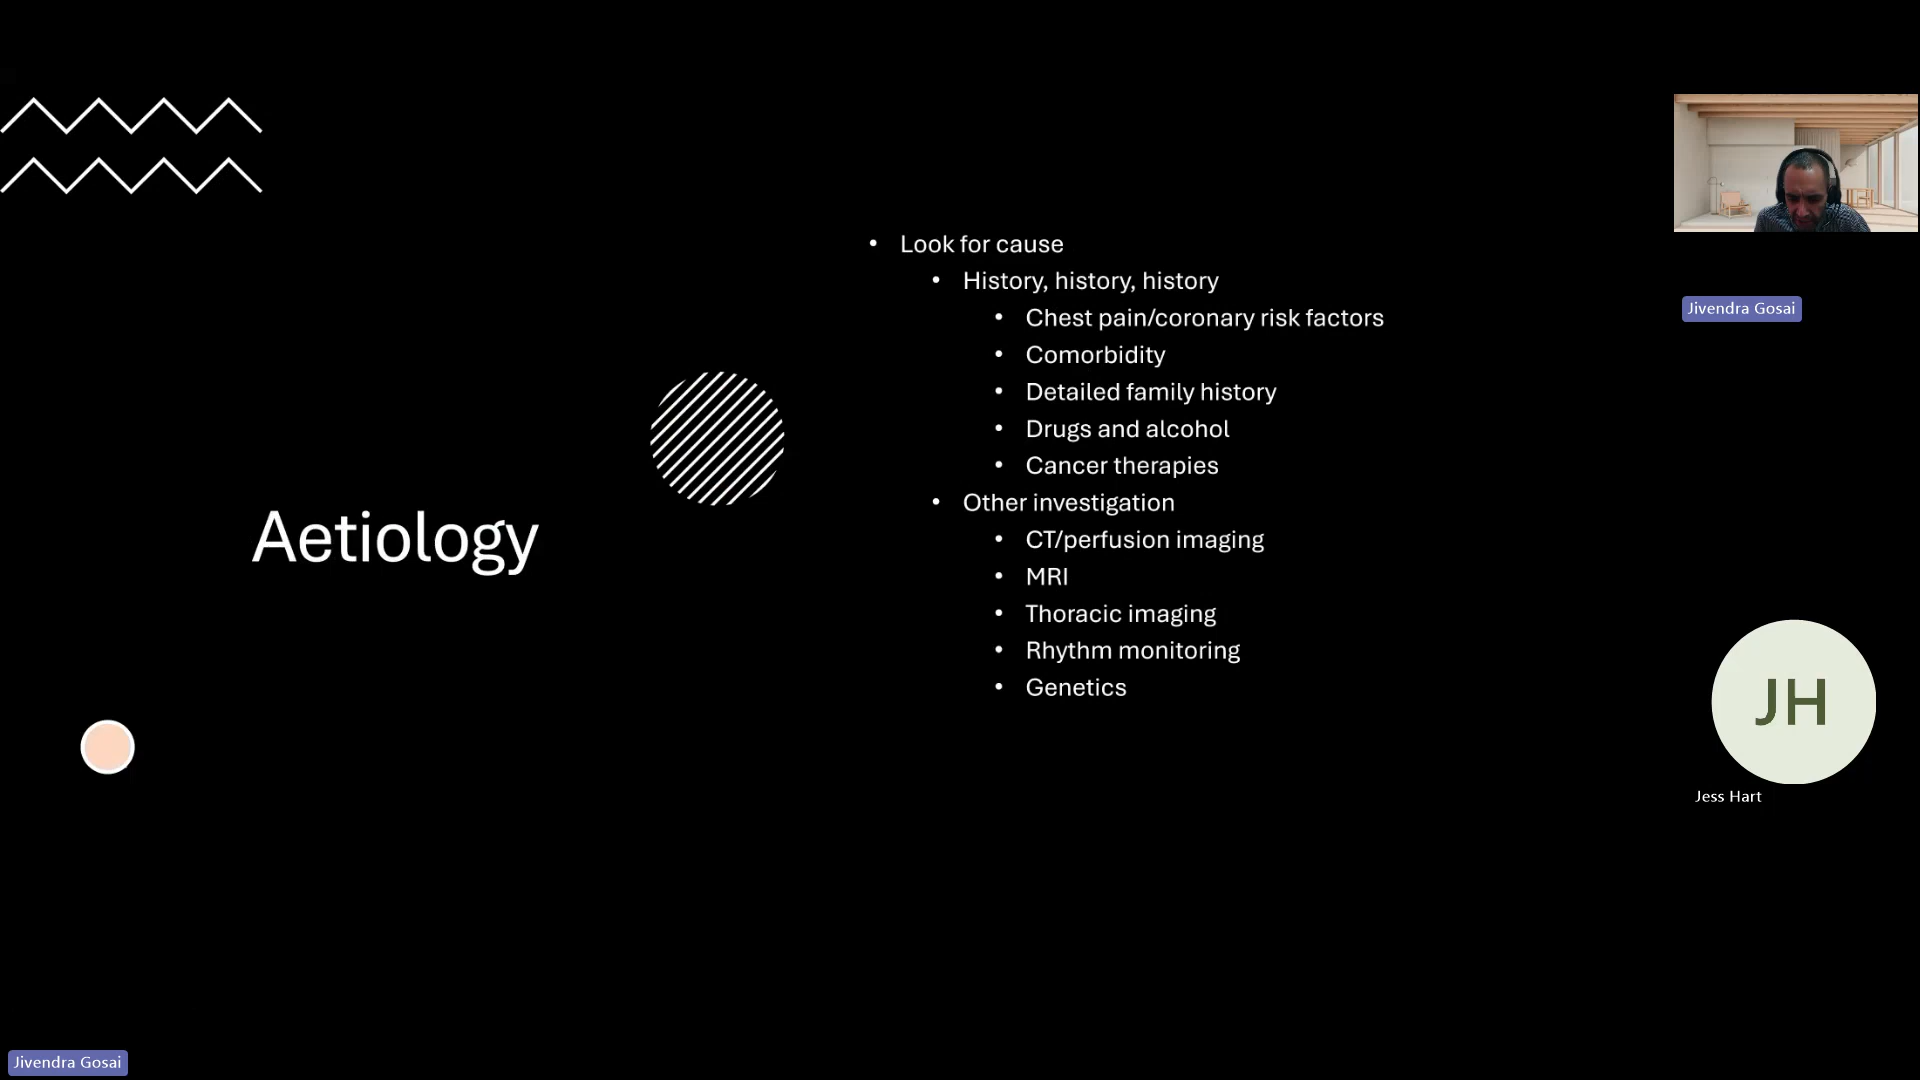 Aetiology
• Look for cause
• History, history, history
• Chest pain/coronary risk factors
• Comorbidity
• Detailed family history
• Drugs and alcohol
• Cancer therapies
• Other investigation
• CT/perfusion imaging
• MRI
• Thoracic imaging
• Rhythm monitoring
• Genetics
Jivendra Gosai
JH
Jess Hart
Jivendra Gosai